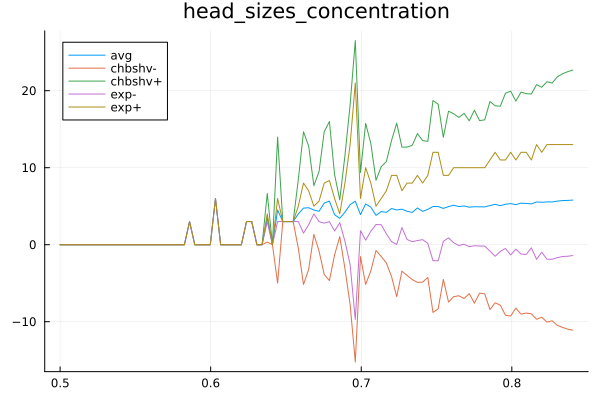 head_sizes_concentration
avg
chbshv-
chbshv+
exp-
exp+
20
10
0
−10
0.5 0.6 0.7 0.8